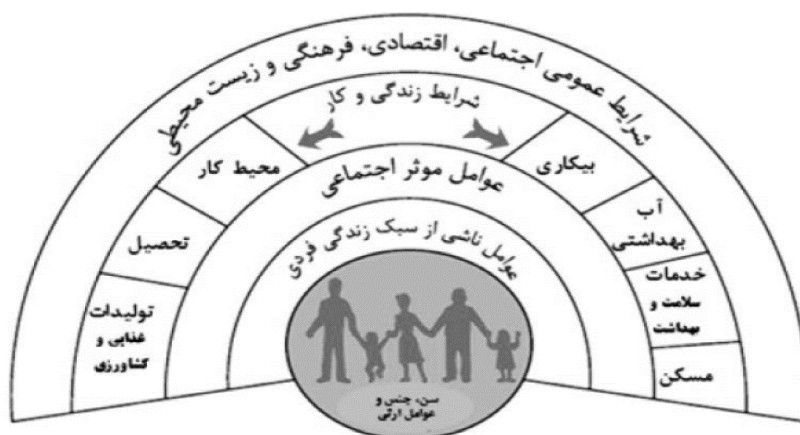 شرایط عمومی اجتماعی، اقتصادی، فرهنگی و زیست محیطی
شرایط زندگی و کار
محیط کار
بیکاری
عوامل موثر اجتماعی
تحصیل
آب
بهداشتی
عوامل ناشی از سبک زندگی فردی
تولیدات
غذایی و
کشاورزی
خدمات
سلامت و
بهداشت
مسکن
سن، جنس و
عوامل ارثی